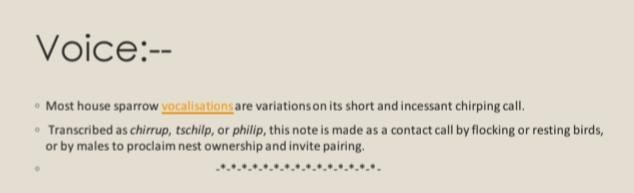 Voice:--
Most house sparrow vocalisations are variations on its short and incessant chirping call.
Transcribed as chirrup, tschilp, or philip, this note is made as a contact call by flocking or resting birds,
or by males to proclaim nest ownership and invite pairing.
-*-*-*-*-*-*-*-*-*-*-*-*-*-*-*-